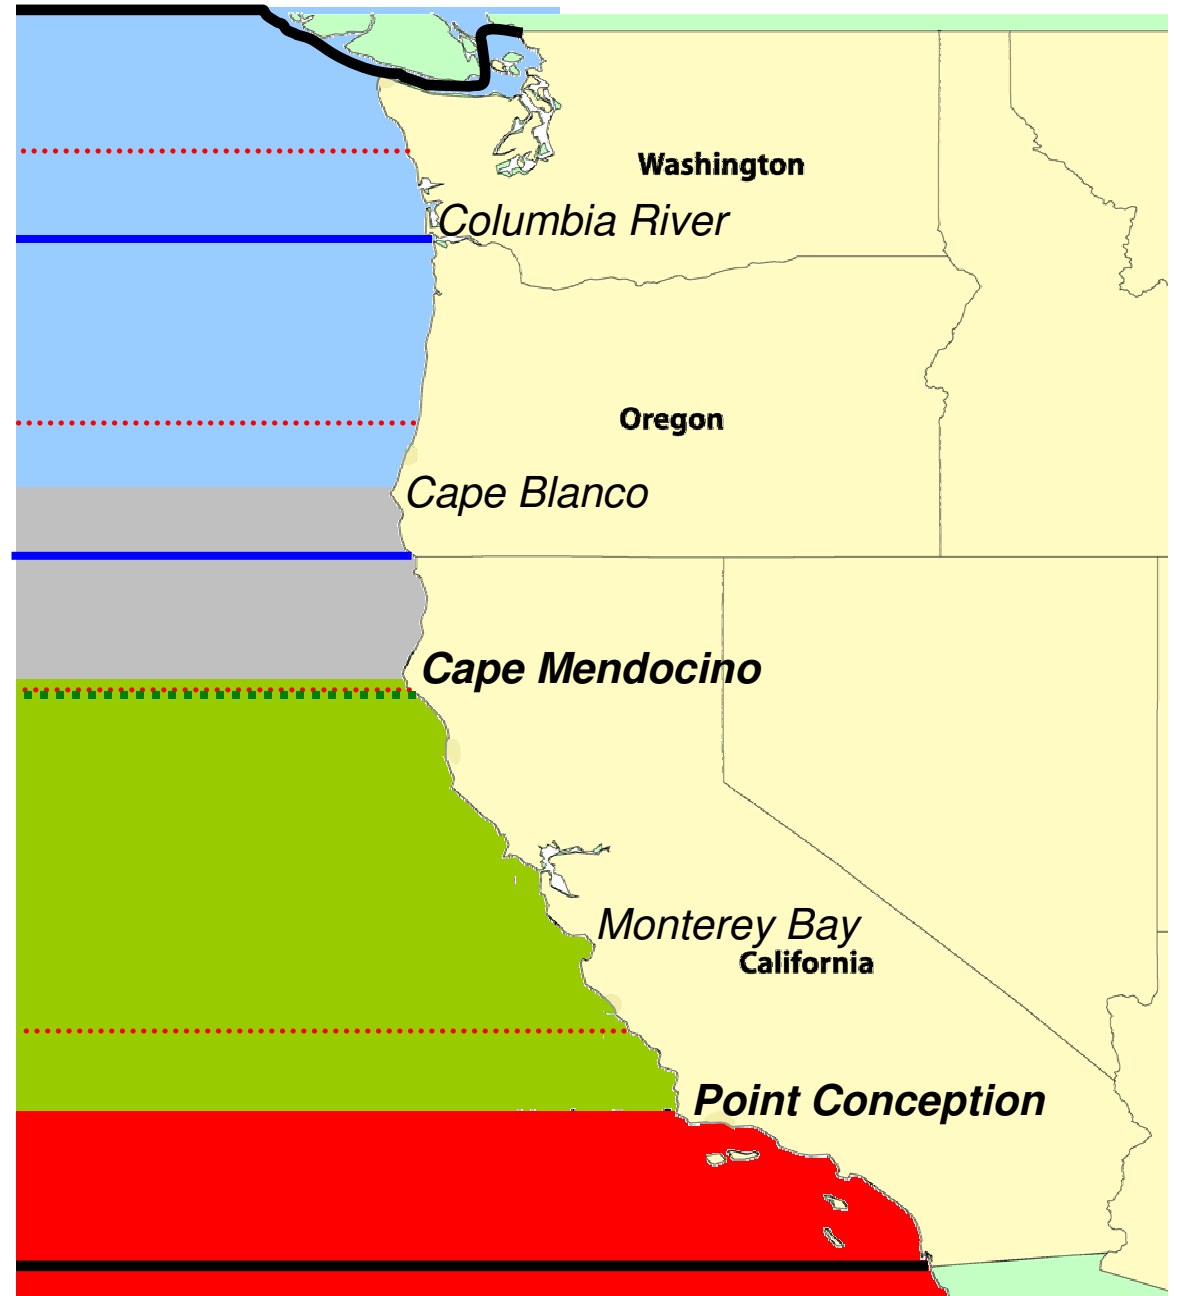 Washington
Columbia River
Oregon
Cape Blanco
Cape Mendocino
Monterey Bay
California
Point Conception